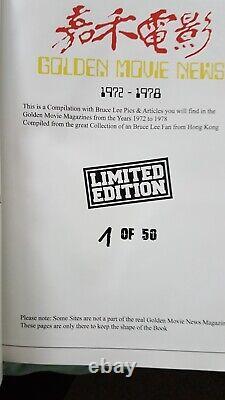 嘉禾電影
GOLDEN MOVIE NEWS
1972 - 1978
This is a Compilation with Bruce Lee Pics & Articles you will find in the
Golden Movie Magazines from the Years 1972 to 1978
Compiled from the great Collection of an Bruce Lee Fan from Hong Kong
LIMITED
EDITION
1 OF 50
Please note: Some Sites are not a part of the real Golden Movie News Magazin
These pages are only there to keep the shape of the Book